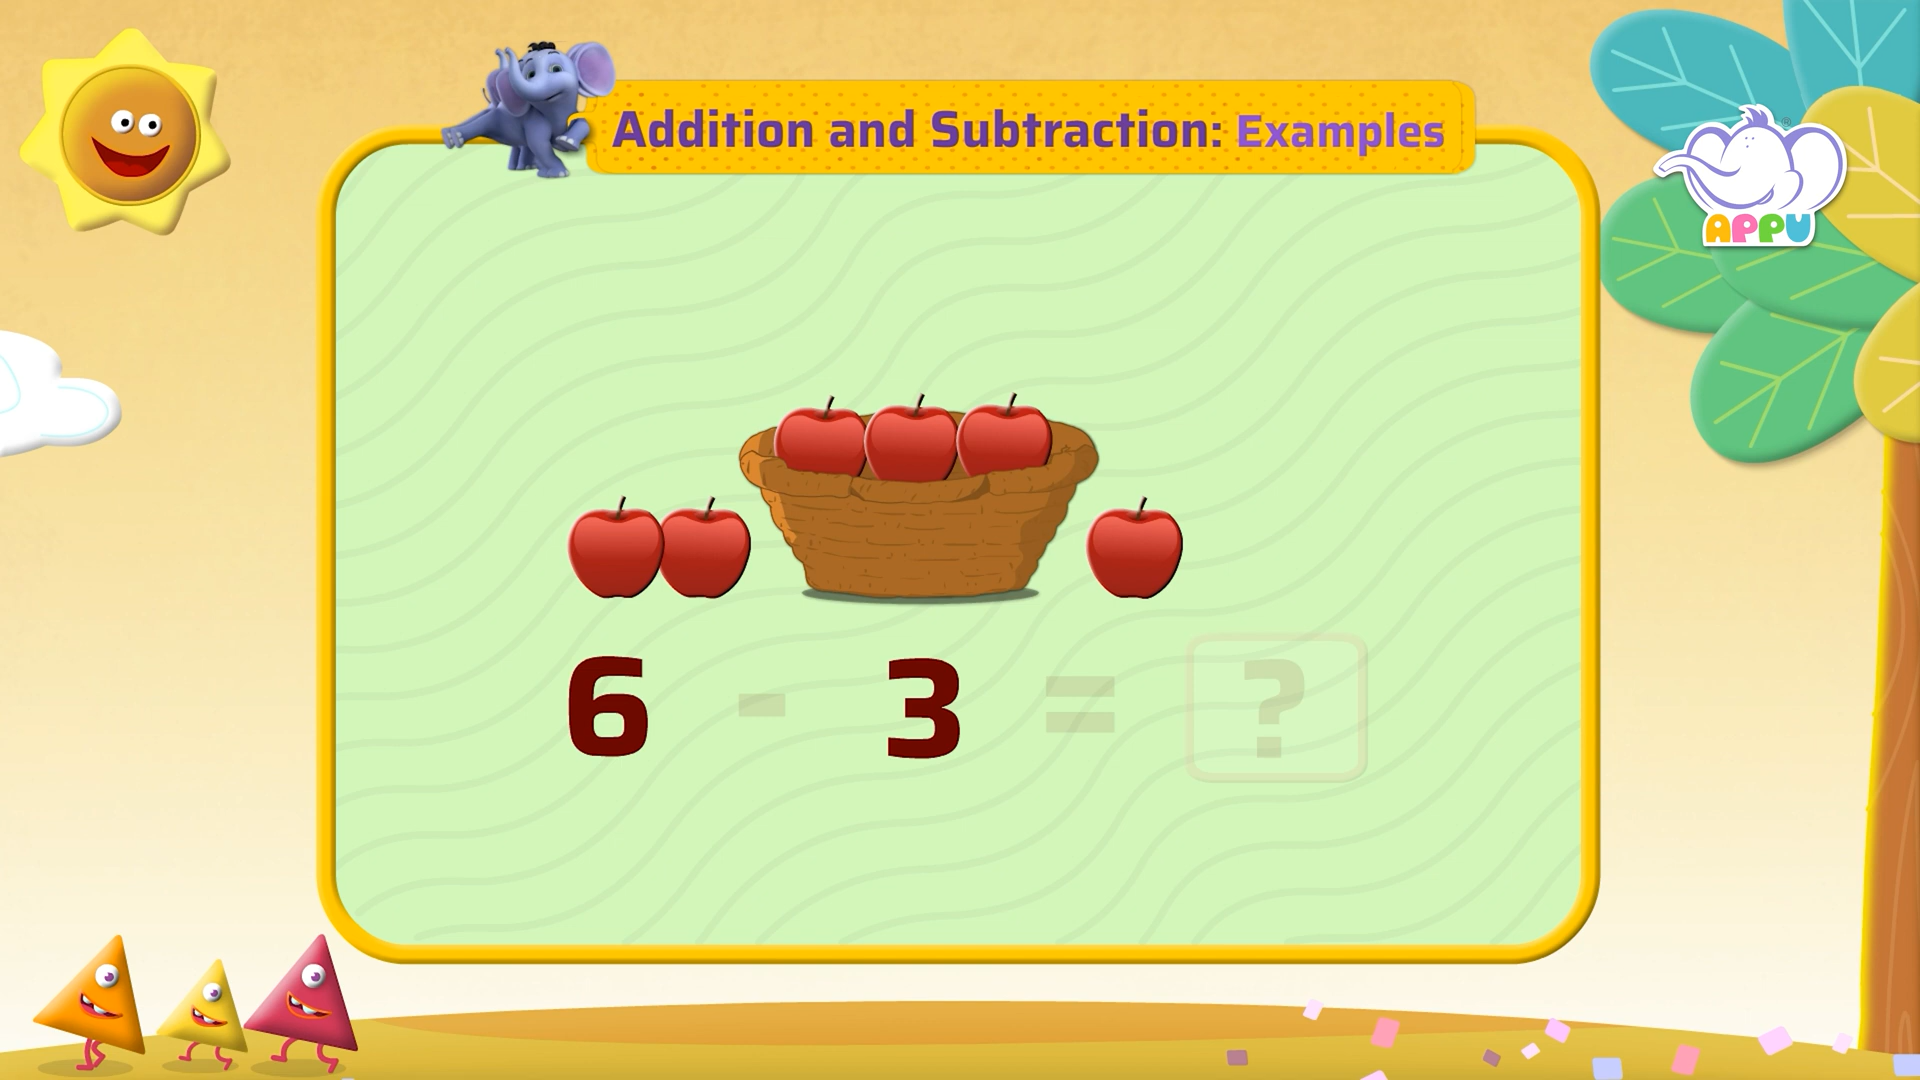 Addition and Subtraction: Examples
APPU
®
6 - 3 = ?